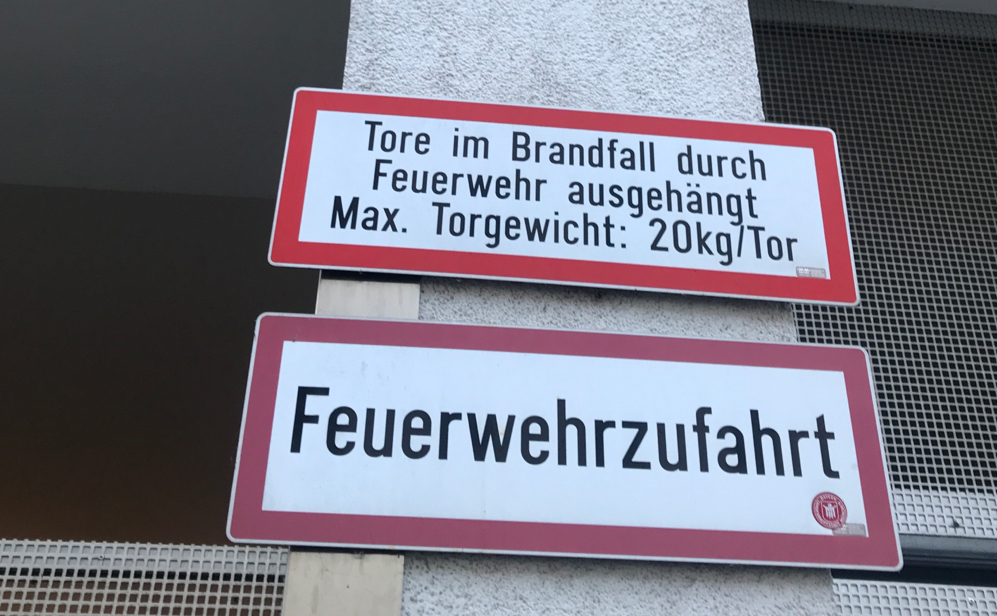 Tore im Brandfall durch
Feuerwehr ausgehängt
Max. Torgewicht: 20kg/Tor
Feuerwehrzufahrt